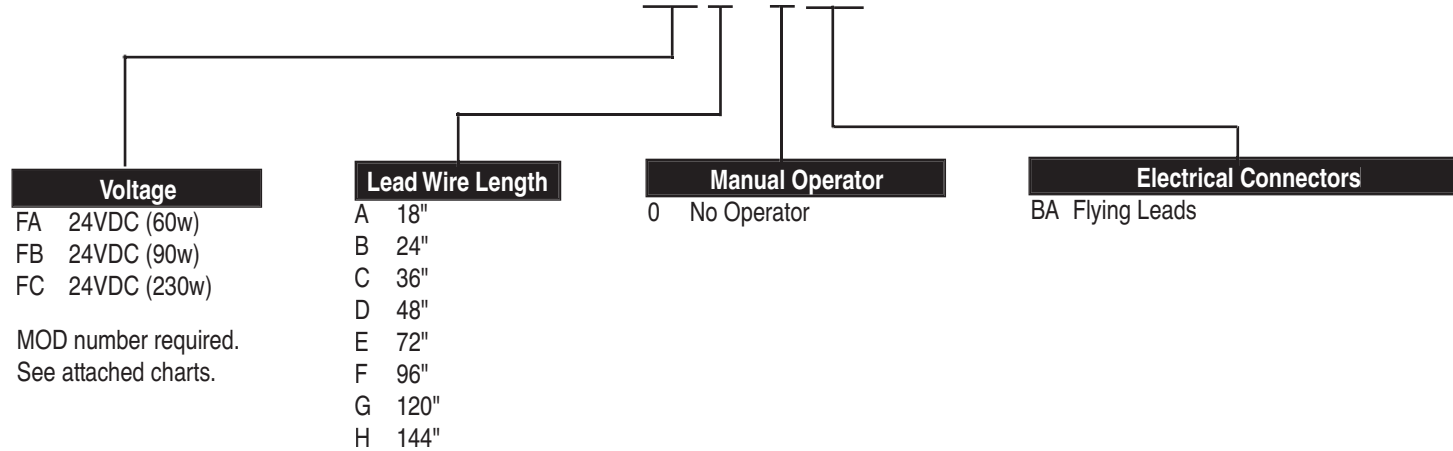 Voltage
FA 24VDC (60w)
FB 24VDC (90w)
FC 24VDC (230w)
MOD number required.
See attached charts.
Lead Wire Length
A 18"
B 24"
C 36"
D 48"
E 72"
F 96"
G 120"
H 144"
Manual Operator
0 No Operator
Electrical Connectors
BA Flying Leads